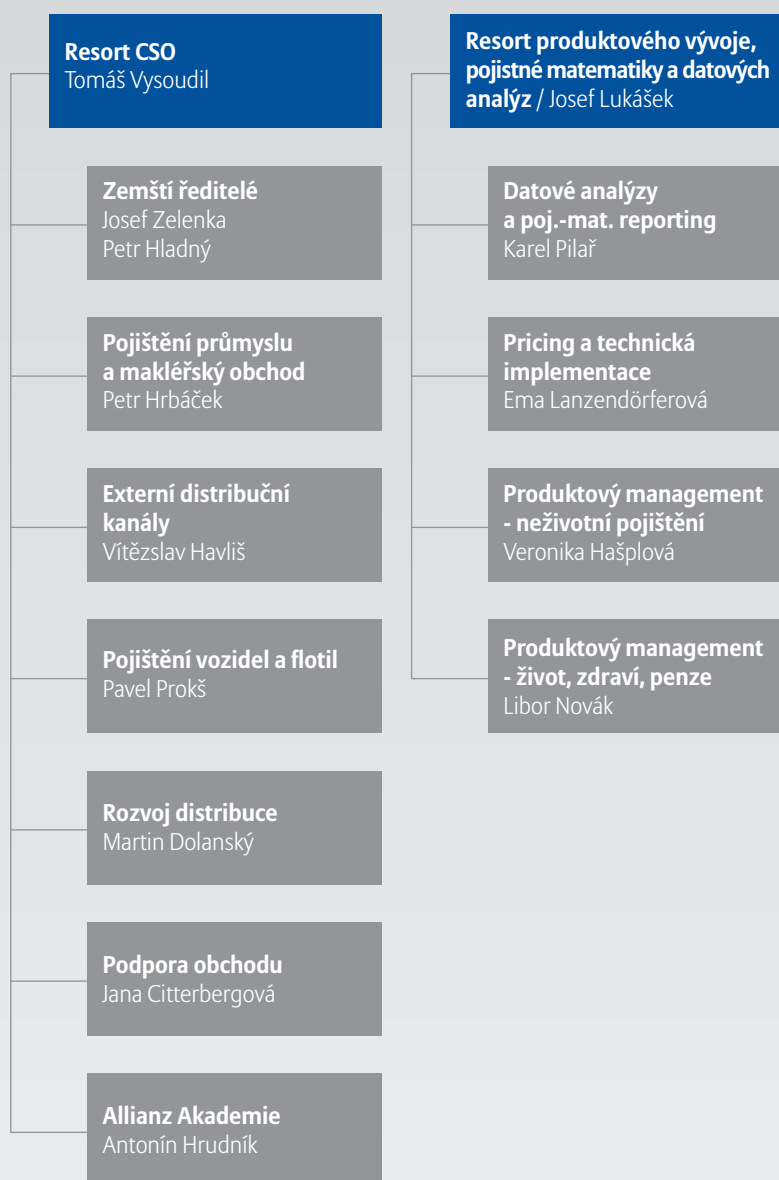 Resort CSO
Tomáš Vysoudil
Zemští ředitelé
Josef Zelenka
Petr Hladný
Pojištění průmyslu
a makléřský obchod
Petr Hrbáček
Externí distribuční
kanály
Vítězslav Havliš
Pojištění vozidel a flotil
Pavel Prokš
Rozvoj distribuce
Martin Dolanský
Podpora obchodu
Jana Citterbergová
Allianz Akademie
Antonín Hrudník
Resort produktového vývoje,
pojistné matematiky a datových
analýz / Josef Lukášek
Datové analýzy
a poj.-mat. reporting
Karel Pilař
Pricing a technická
implementace
Ema Lanzendörferová
Produktový management
- neživotní pojištění
Veronika Hašplová
Produktový management
- život, zdraví, penze
Libor Novák